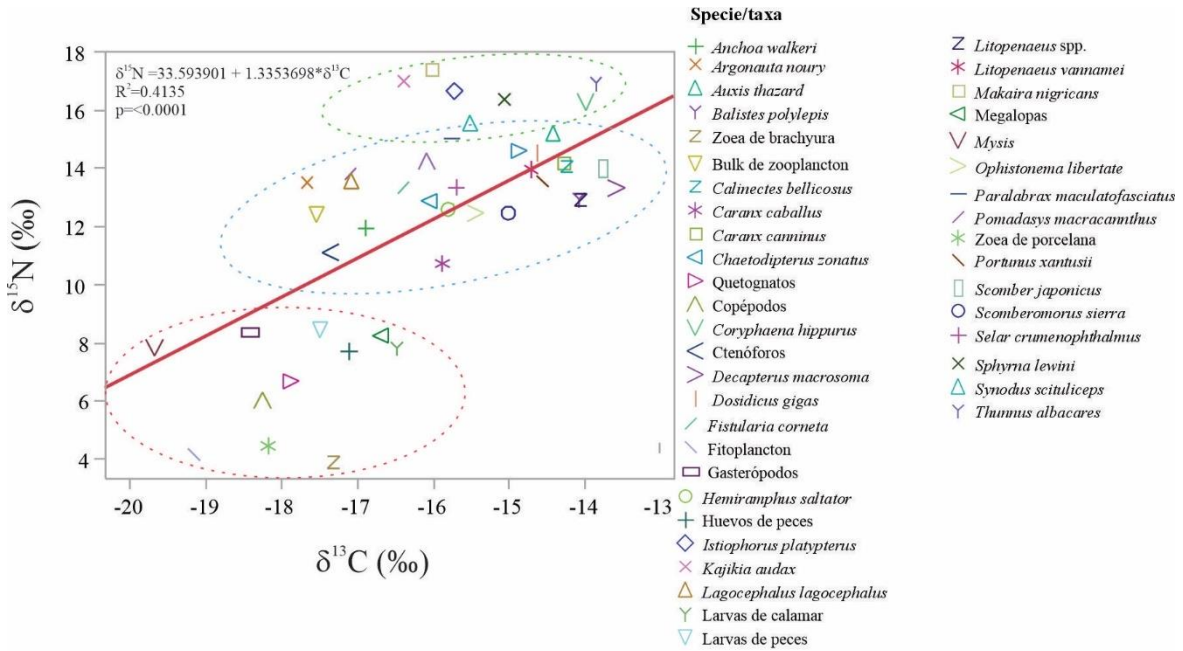 Specie/taxa
δ¹⁵N =33.593901 + 1.3353698*δ¹³C
R²=0.4135
p=<0.0001
18
16
14
12
10
8
6
4
δ¹⁵N (‰)
-20 -19 -18 -17 -16 -15 -14 -13
δ¹³C (‰)
Anchoa walkeri
Argonauta noury
Auxis thazard
Balistes polylepis
Zoea de brachyura
Bulk de zooplancton
Calinectes bellicosus
Caranx caballus
Caranx canninus
Chaetodipterus zonatus
Quetognatos
Copépodos
Coryphaena hippurus
Ctenóforos
Decapterus macrosoma
Dosidicus gigas
Fistularia corneta
Fitoplancton
Gasterópodos
Hemiramphus saltator
Huevos de peces
Istiophorus platypterus
Kajikia audax
Lagocephalus lagocephalus
Larvas de calamar
Larvas de peces
Litopenaeus spp.
Litopenaeus vannamei
Makaira nigricans
Megalopas
Mysis
Ophistonema libertate
Paralabrax maculatofasciatus
Pomadasys macracannthus
Zoea de porcelana
Portunus xantusii
Scomber japonicus
Scomberomorus sierra
Selar crumenophthalmus
Sphyrna lewini
Synodus scituliceps
Thunnus albacares